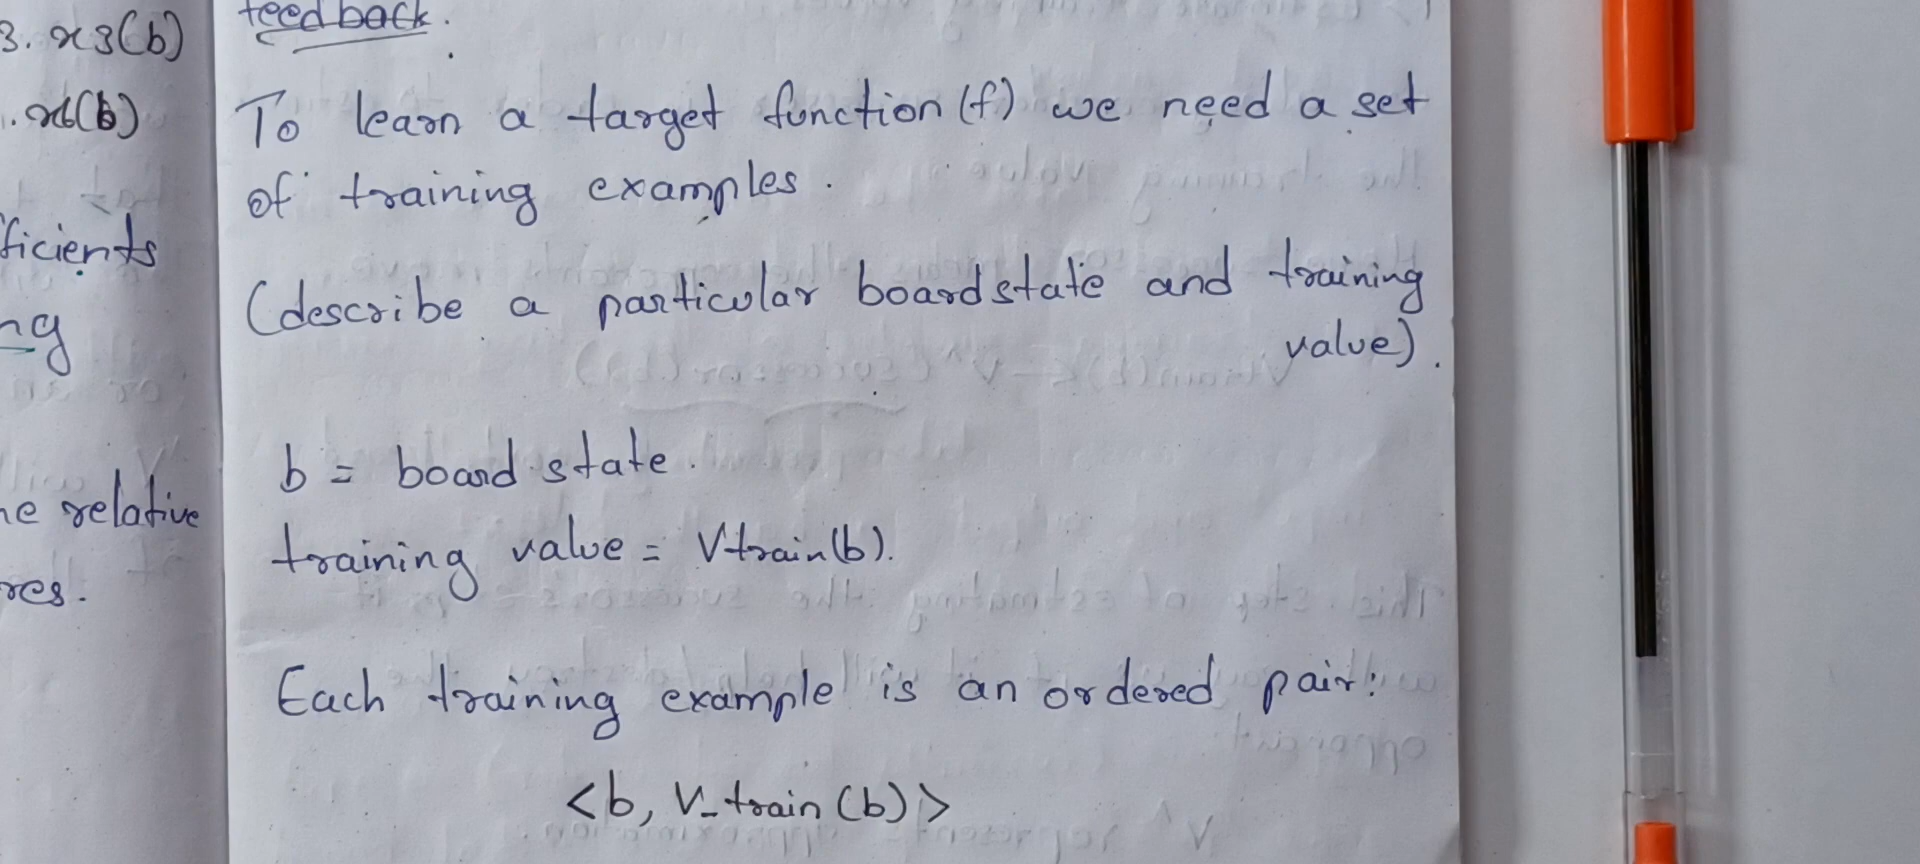 3. x3(b)
. x6(b)
ficients
ng
e relative
res.
feedback.
To learn a target function (f) we need a set
of training examples.
(describe a particular boardstate and training
value).
b = board state.
training value = Vtrain(b).
Each training example is an ordered pair:
<b, V_train (b)>